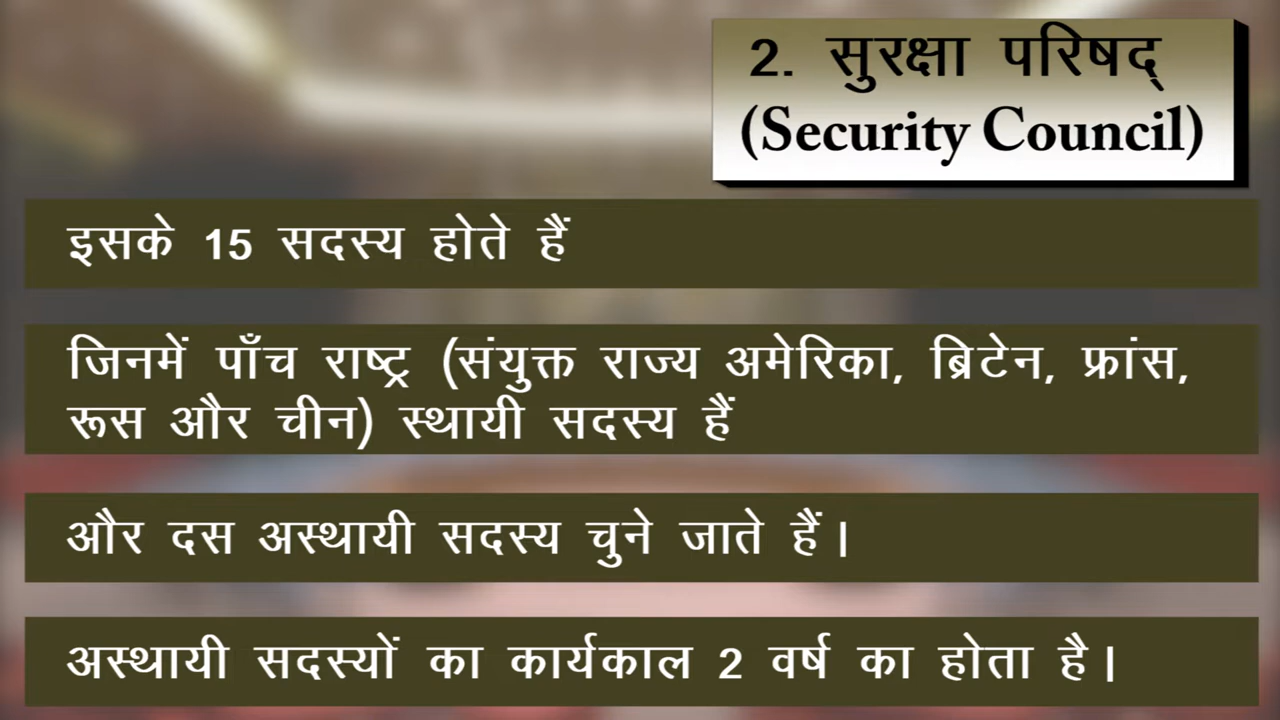 2. सुरक्षा परिषद्
(Security Council)
इसके 15 सदस्य होते हैं
जिनमें पाँच राष्ट्र (संयुक्त राज्य अमेरिका, ब्रिटेन, फ्रांस,
रूस और चीन) स्थायी सदस्य हैं
और दस अस्थायी सदस्य चुने जाते हैं।
अस्थायी सदस्यों का कार्यकाल 2 वर्ष का होता है।